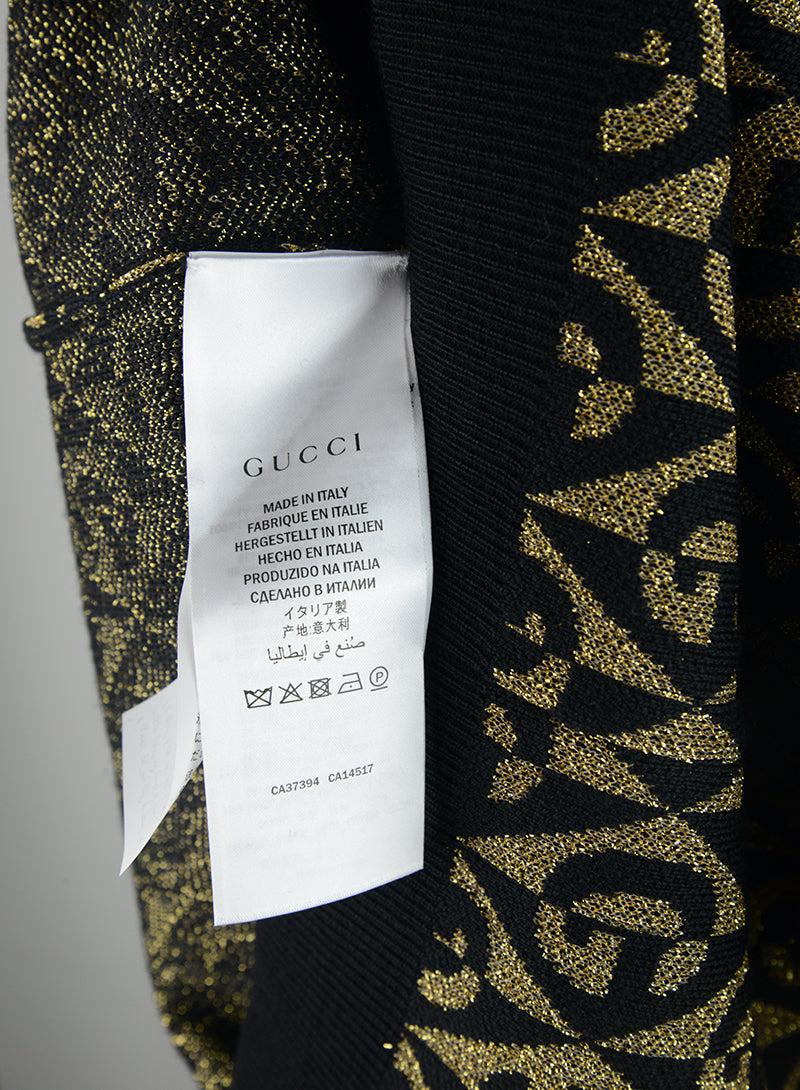 GUCCI
MADE IN ITALY
FABRIQUE EN ITALIE
HERGESTELLT IN ITALIEN
HECHO EN ITALIA
PRODUZIDO NA ITALIA
СДЕЛАНО В ИТАЛИИ
イタリア製
产地:意大利
صُنع في إيطاليا
P
CA37394 CA14517